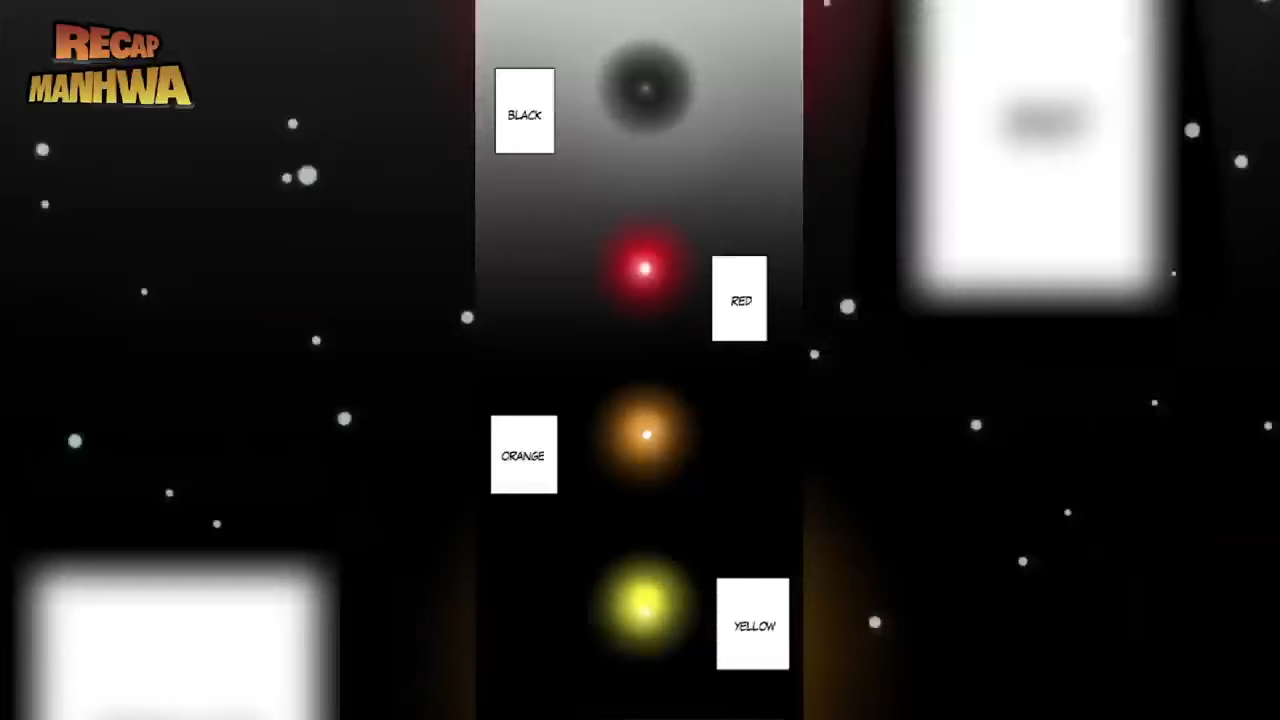 RECAP
MANHWA
BLACK
RED
ORANGE
YELLOW